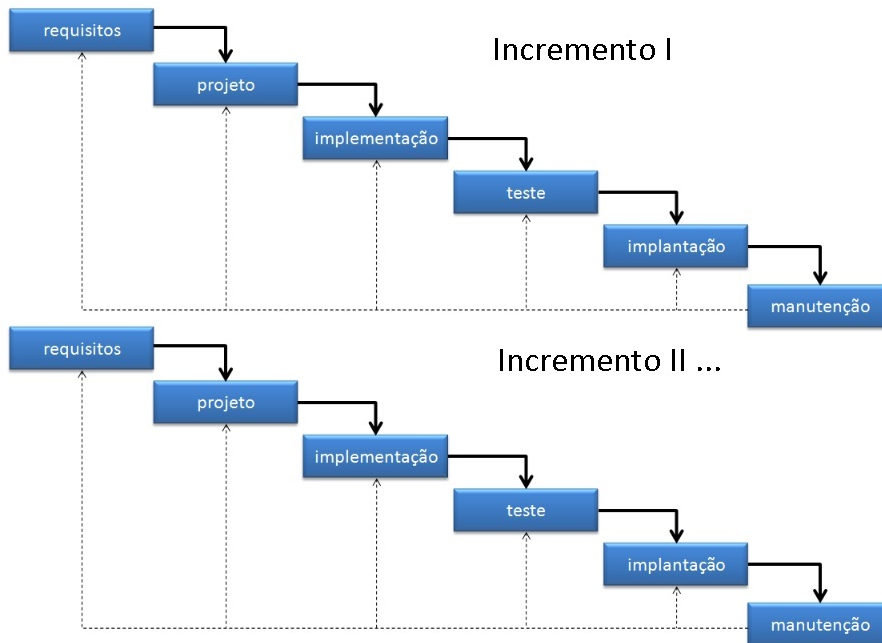 requisitos
Incremento I
projeto
implementação
teste
implantação
manutenção
requisitos
Incremento II ...
projeto
implementação
teste
implantação
manutenção